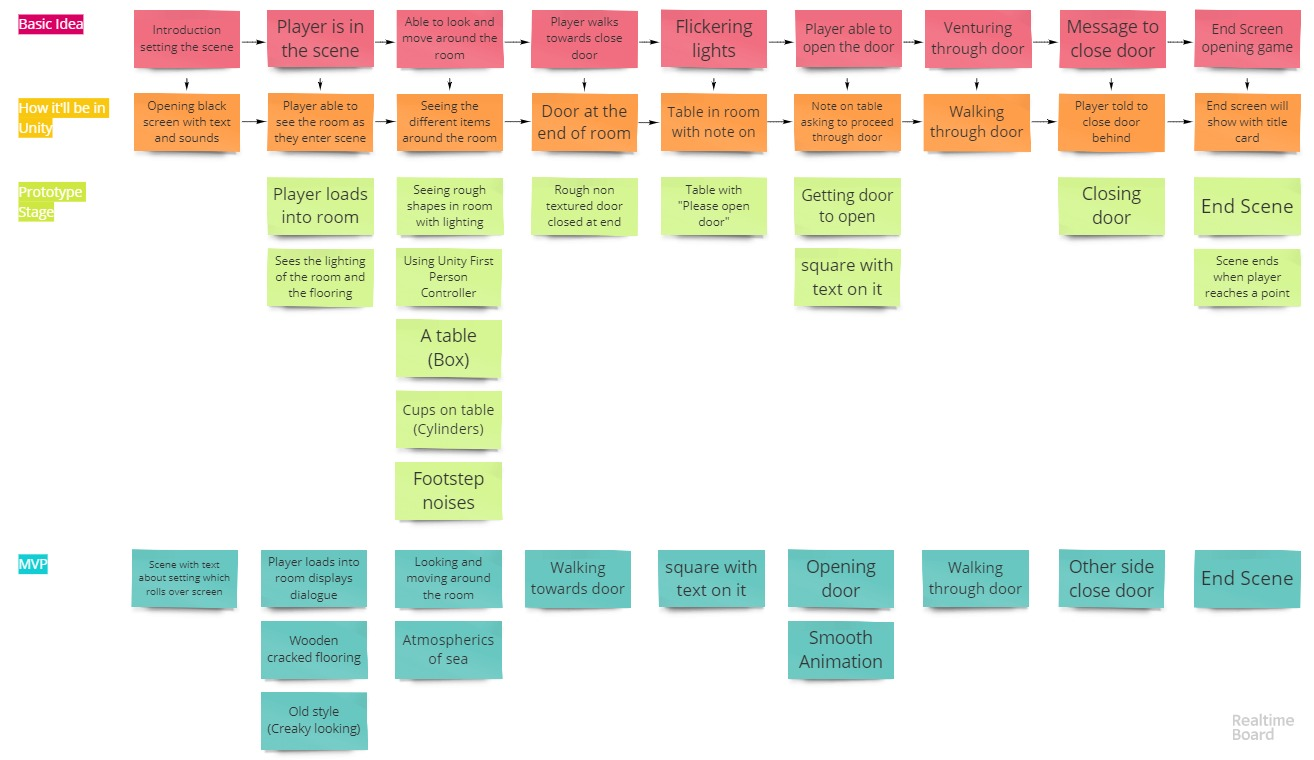 Basic Idea
Introduction
setting the scene
Player is in
the scene
Able to look and
move around the
room
Player walks
towards close
door
Flickering
lights
Player able to
open the door
Venturing
through door
Message to
close door
End Screen
opening game
How it'll be in
Unity
Opening black
screen with text
and sounds
Player able to
see the room as
they enter scene
Seeing the
different items
around the room
Door at the
end of room
Table in room
with note on
Note on table
asking to proceed
through door
Walking
through door
Player told to
close door
behind
End screen will
show with title
card
Prototype
Stage
Player loads
into room
Seeing rough
shapes in room
with lighting
Rough non
textured door
closed at end
Table with
"Please open
door"
Getting door
to open
Closing
door
End Scene
Sees the lighting
of the room and
the flooring
Using Unity First
Person
Controller
square with
text on it
Scene ends
when player
reaches a point
A table
(Box)
Cups on table
(Cylinders)
Footstep
noises
MVP
Scene with text
about setting which
rolls over screen
Player loads into
room displays
dialogue
Looking and
moving around
the room
Walking
towards door
square with
text on it
Opening
door
Walking
through door
Other side
close door
End Scene
Wooden
cracked flooring
Atmospherics
of sea
Smooth
Animation
Old style
(Creaky looking)
Realtime
Board